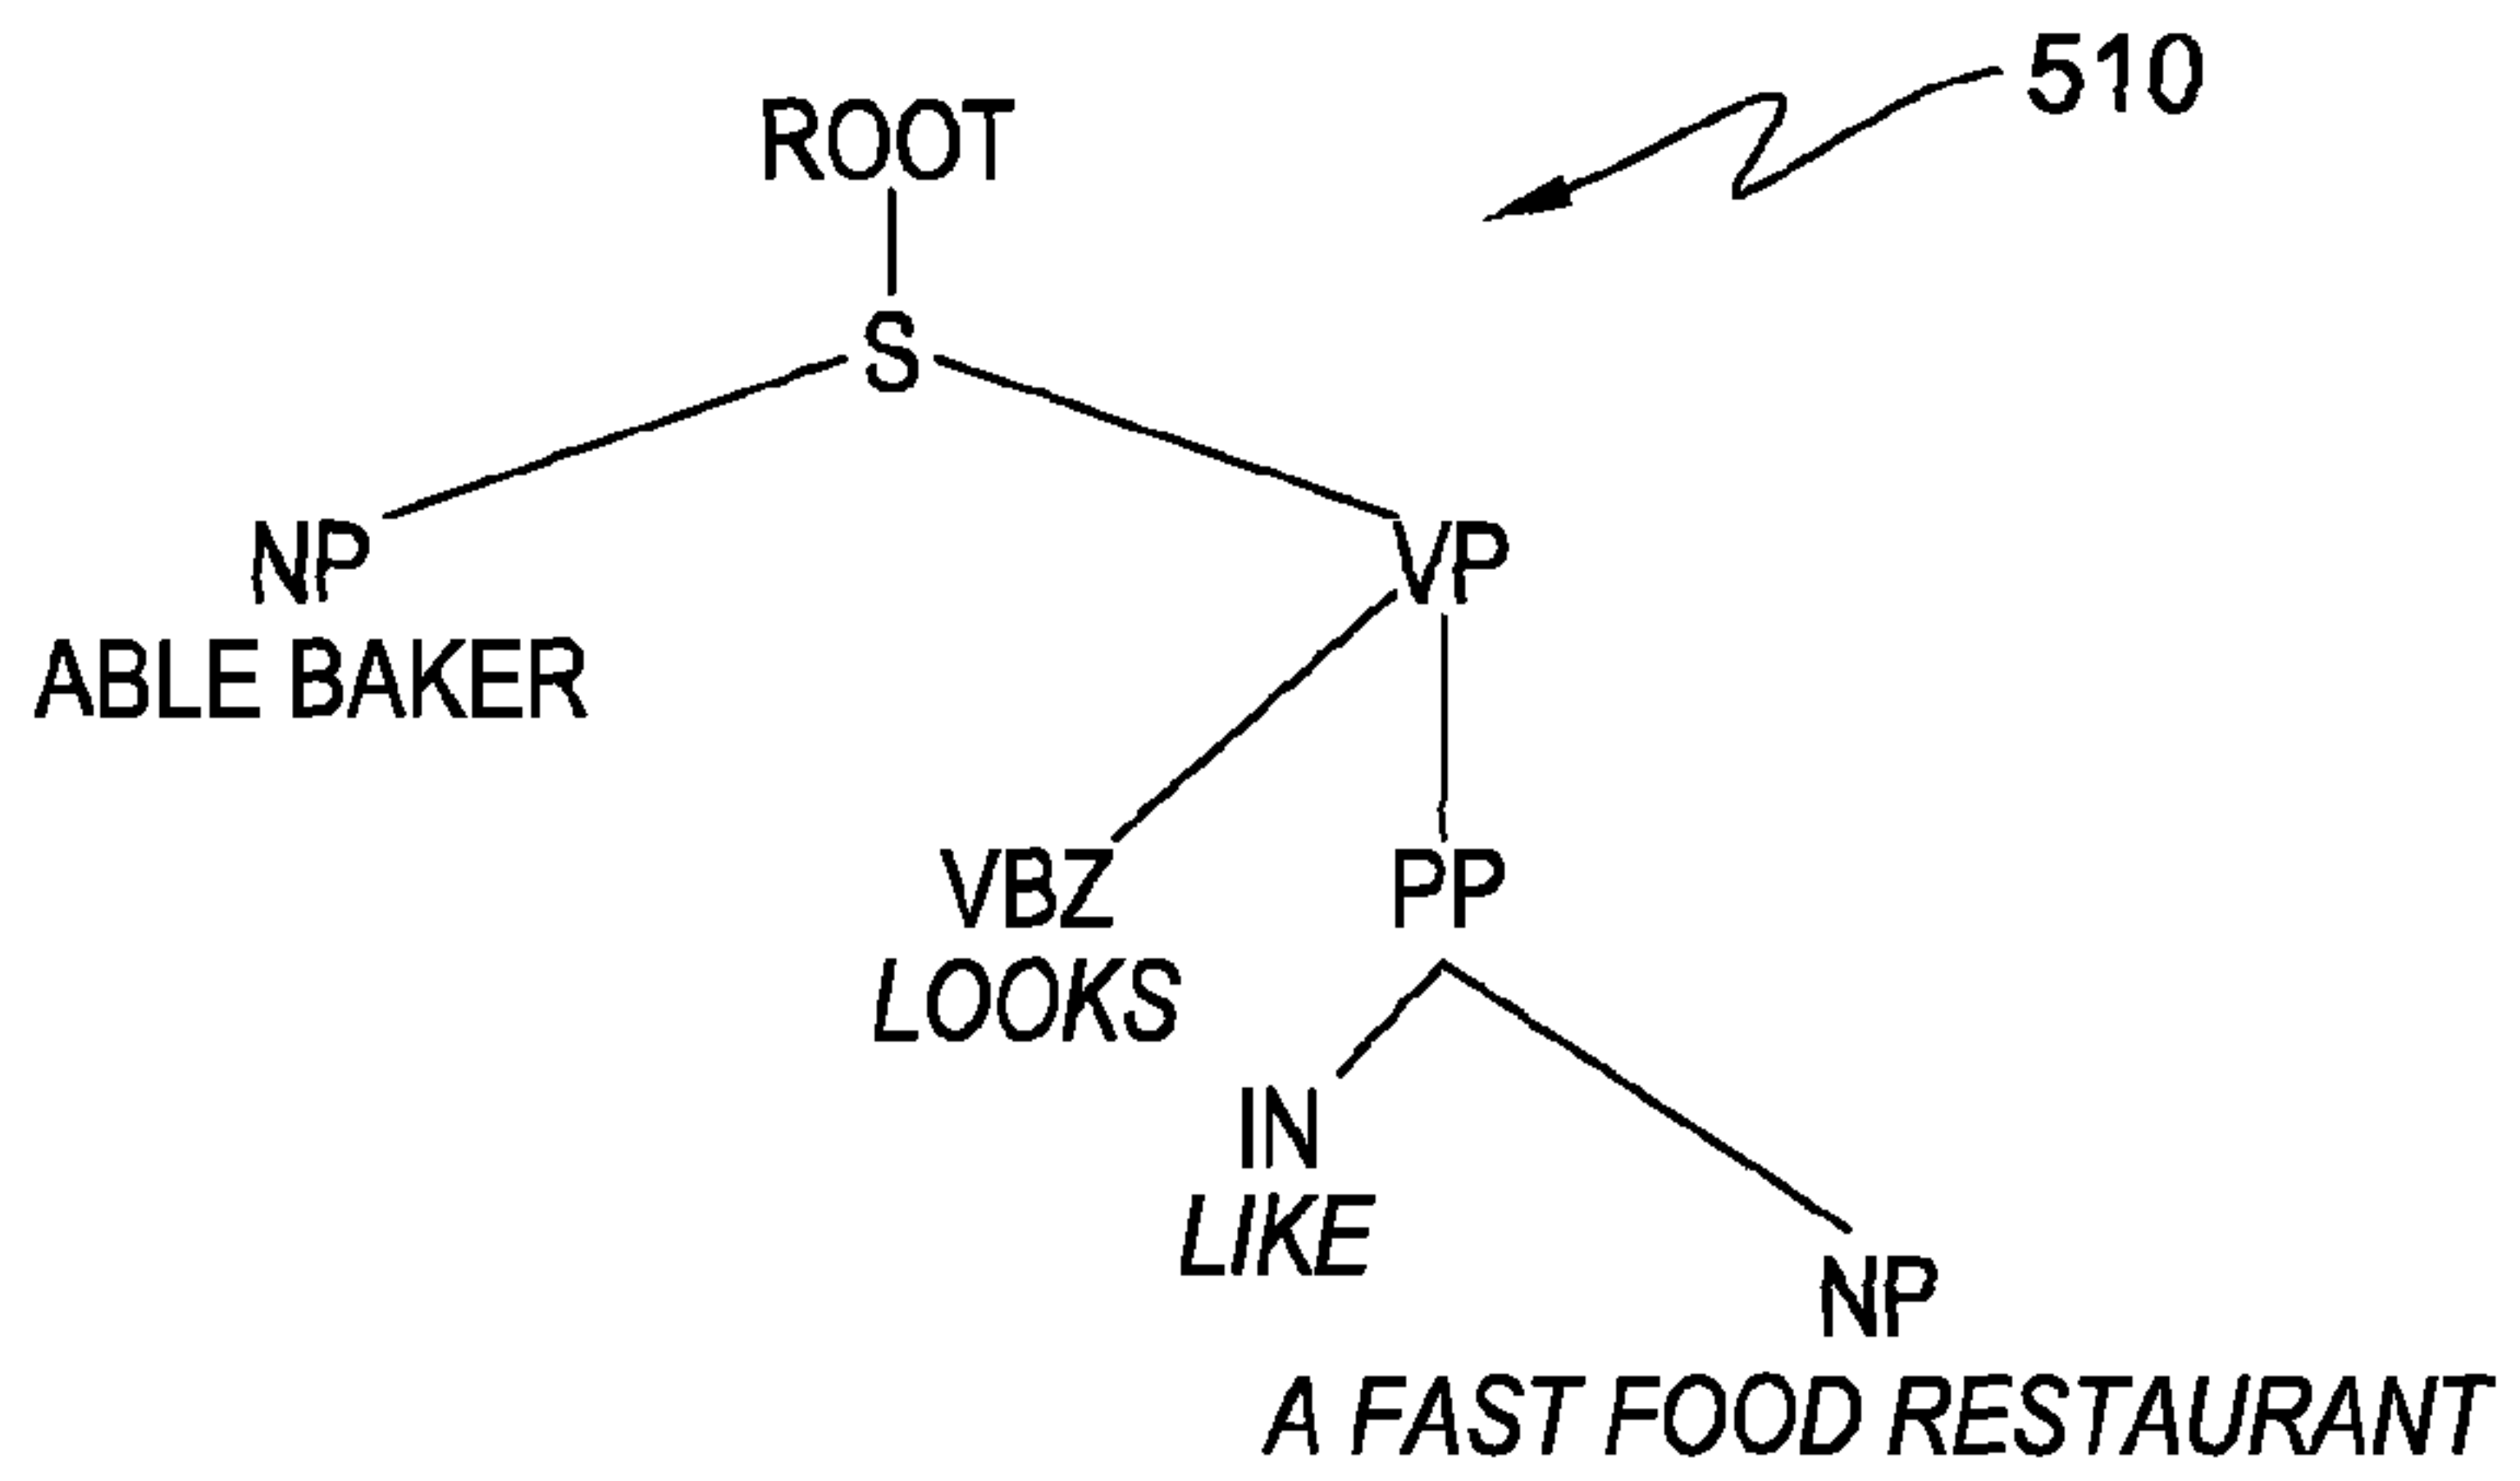 510
ROOT
S
NP
VP
ABLE BAKER
VBZ
PP
LOOKS
IN
LIKE
NP
A FAST FOOD RESTAURANT